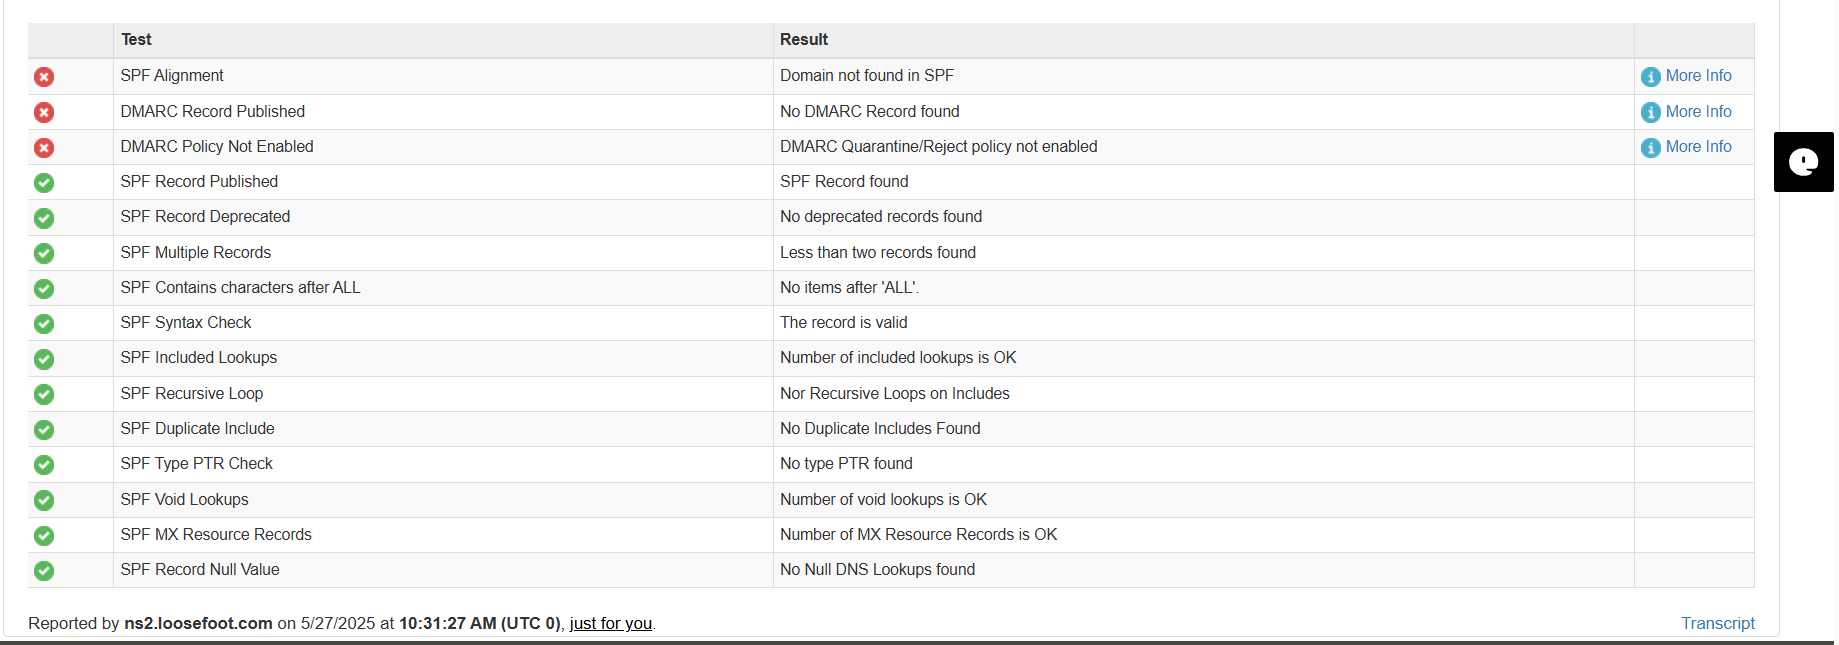 Test Result
SPF Alignment Domain not found in SPF More Info
DMARC Record Published No DMARC Record found More Info
DMARC Policy Not Enabled DMARC Quarantine/Reject policy not enabled More Info
SPF Record Published SPF Record found
SPF Record Deprecated No deprecated records found
SPF Multiple Records Less than two records found
SPF Contains characters after ALL No items after 'ALL'.
SPF Syntax Check The record is valid
SPF Included Lookups Number of included lookups is OK
SPF Recursive Loop Nor Recursive Loops on Includes
SPF Duplicate Include No Duplicate Includes Found
SPF Type PTR Check No type PTR found
SPF Void Lookups Number of void lookups is OK
SPF MX Resource Records Number of MX Resource Records is OK
SPF Record Null Value No Null DNS Lookups found
Reported by ns2.loosefoot.com on 5/27/2025 at 10:31:27 AM (UTC 0), just for you. Transcript